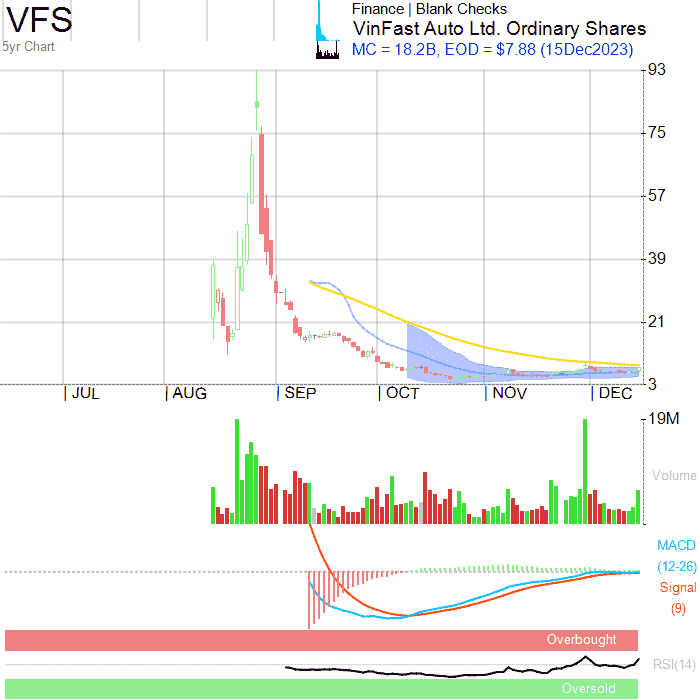 VFS
5yr Chart
Finance | Blank Checks
VinFast Auto Ltd. Ordinary Shares
MC = 18.2B, EOD = $7.88 (15Dec2023)
93
75
57
39
21
3
JUL
AUG
SEP
OCT
NOV
DEC
19M
Volume
MACD
(12-26)
Signal
(9)
Overbought
RSI(14)
Oversold